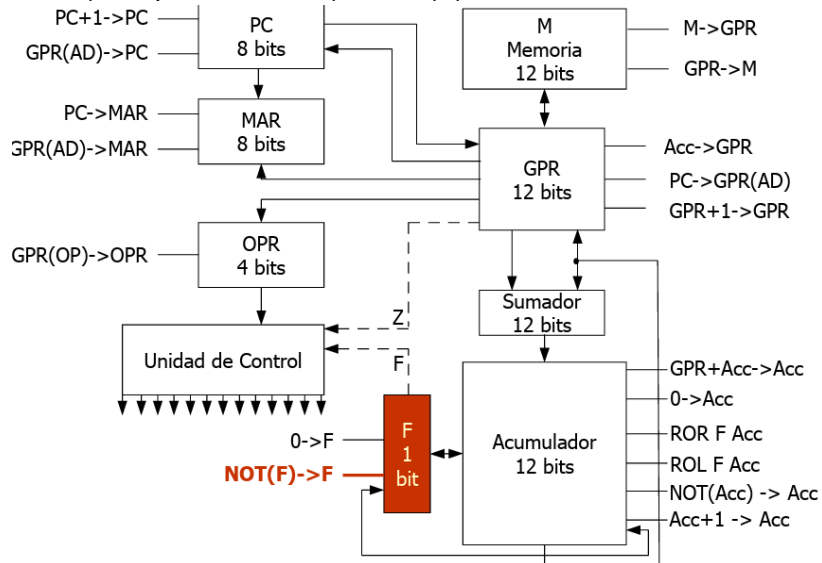 PC+1->PC
GPR(AD)->PC
PC
8 bits
M
Memoria
12 bits
M->GPR
GPR->M
PC->MAR
GPR(AD)->MAR
MAR
8 bits
GPR
12 bits
Acc->GPR
PC->GPR(AD)
GPR+1->GPR
GPR(OP)->OPR
OPR
4 bits
Sumador
12 bits
Z
F
Unidad de Control
0->F
NOT(F)->F
F
1
bit
Acumulador
12 bits
GPR+Acc->Acc
0->Acc
ROR F Acc
ROL F Acc
NOT(Acc) -> Acc
Acc+1 -> Acc